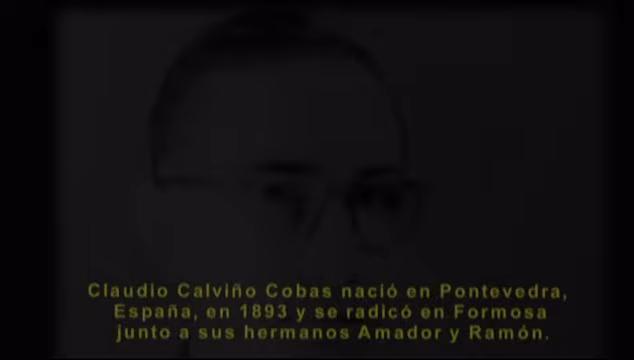 Claudio Calviño Cobas nació en Pontevedra,
España, en 1893 y se radicó en Formosa
junto a sus hermanos Amador y Ramón.